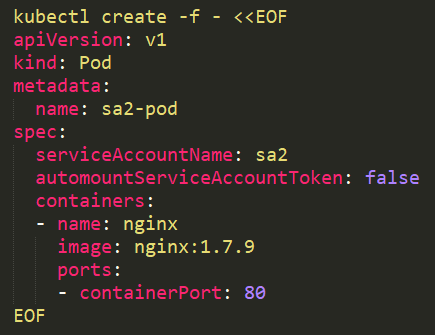 kubectl create -f - <<EOF
apiVersion: v1
kind: Pod
metadata:
  name: sa2-pod
spec:
  serviceAccountName: sa2
  automountServiceAccountToken: false
  containers:
  - name: nginx
    image: nginx:1.7.9
    ports:
    - containerPort: 80
EOF